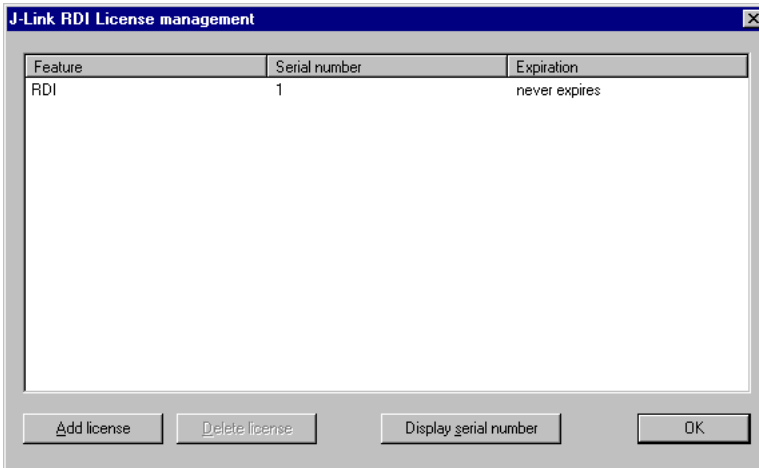 J-Link RDI License management
Feature Serial number Expiration
RDI 1 never expires
Add license Delete license Display serial number OK